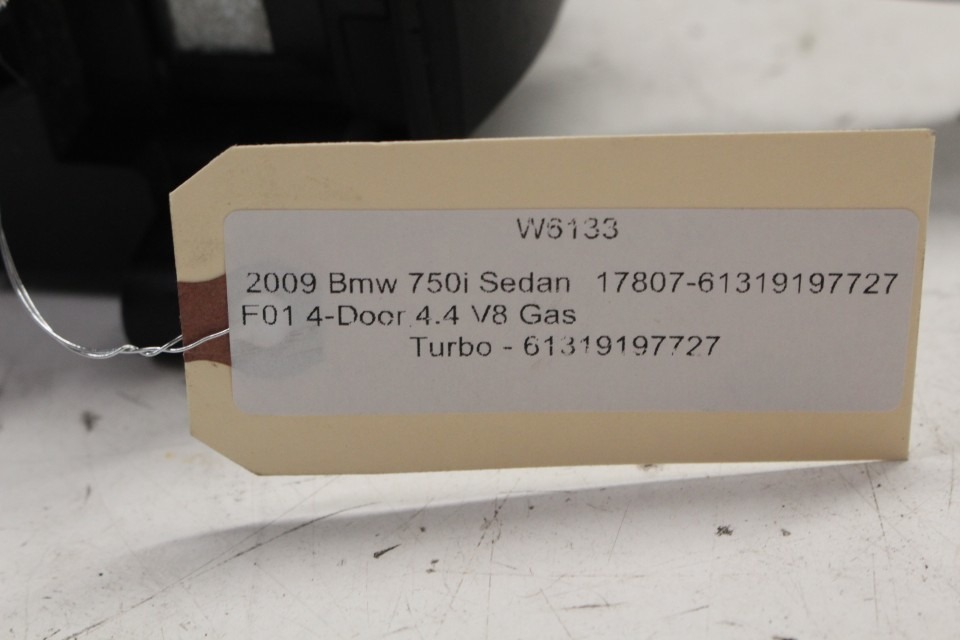 W6133
2009 Bmw 750i Sedan 17807-61319197727
F01 4-Door 4.4 V8 Gas
Turbo - 61319197727